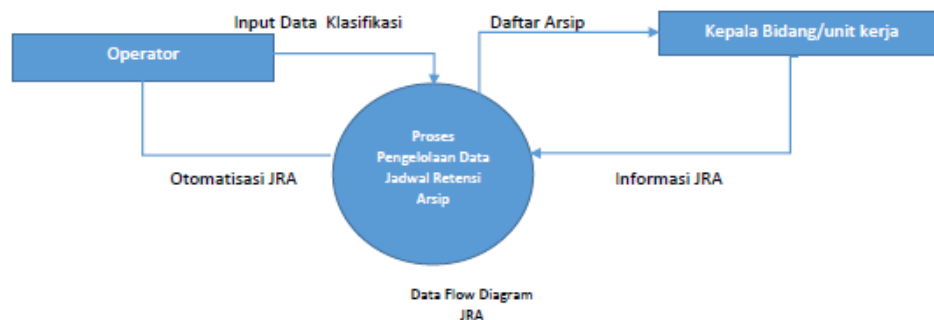 Input Data Klasifikasi
Daftar Arsip
Operator
Kepala Bidang/unit kerja
Proses
Pengelolaan Data
Jadwal Retensi
Arsip
Otomatisasi JRA
Informasi JRA
Data Flow Diagram
JRA